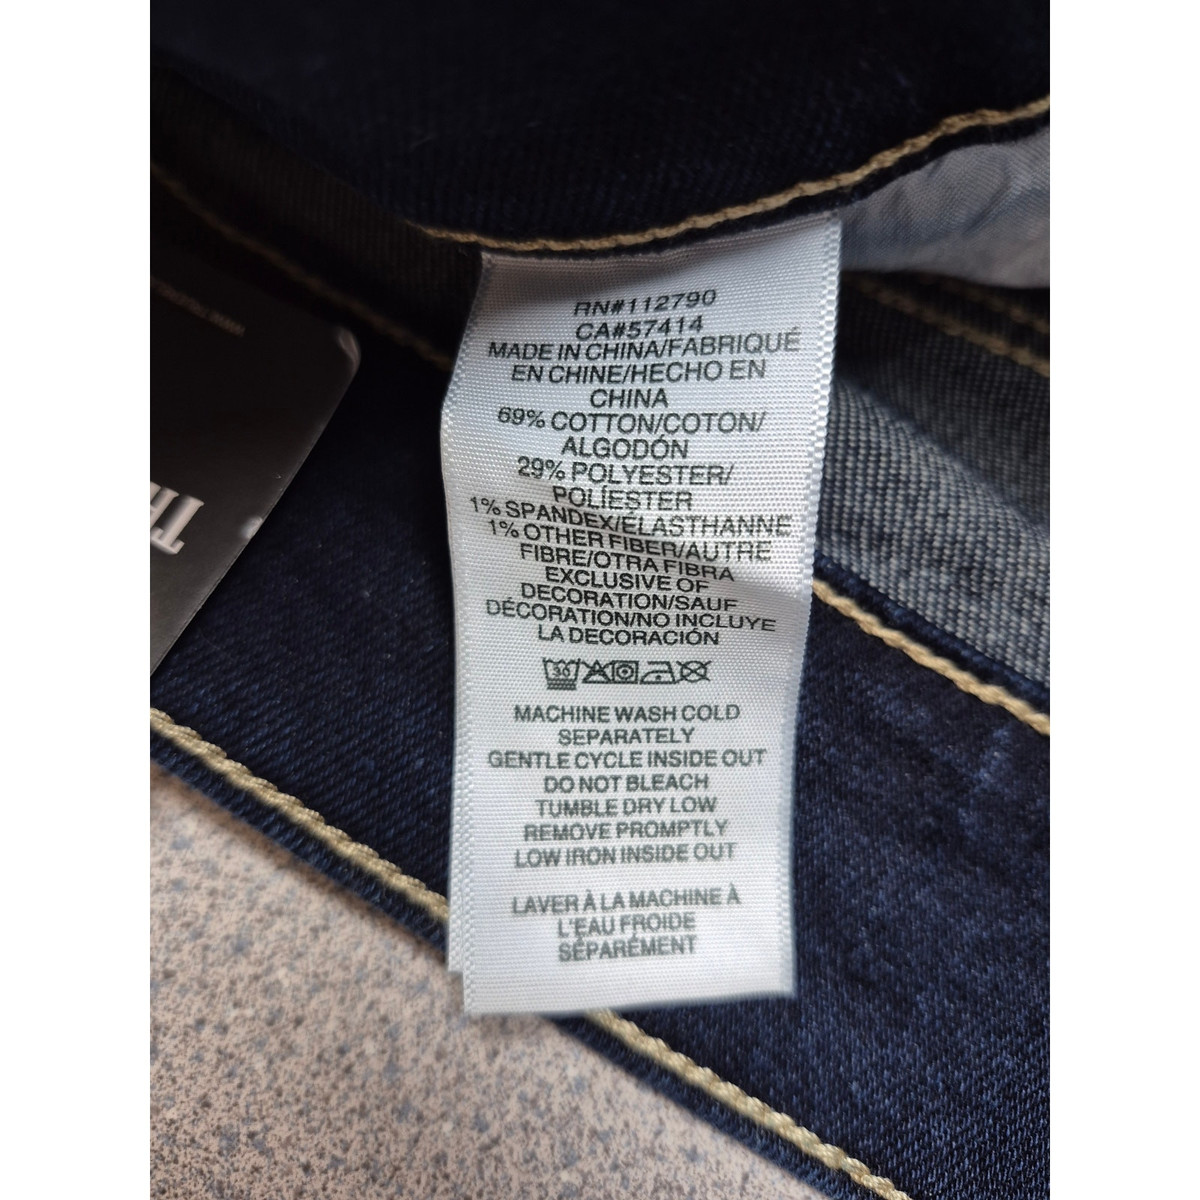 RN#112790
CA#57414
MADE IN CHINA/FABRIQUÉ
EN CHINE/HECHO EN
CHINA
69% COTTON/COTON/
ALGODÓN
29% POLYESTER/
POLÍESTER
1% SPANDEX/ÉLASTHANNE
1% OTHER FIBER/AUTRE
FIBRE/OTRA FIBRA
EXCLUSIVE OF
DECORATION/SAUF
DÉCORATION/NO INCLUYE
LA DECORACIÓN
30
MACHINE WASH COLD
SEPARATELY
GENTLE CYCLE INSIDE OUT
DO NOT BLEACH
TUMBLE DRY LOW
REMOVE PROMPTLY
LOW IRON INSIDE OUT
LAVER À LA MACHINE À
L'EAU FROIDE
SÉPARÉMENT
TH